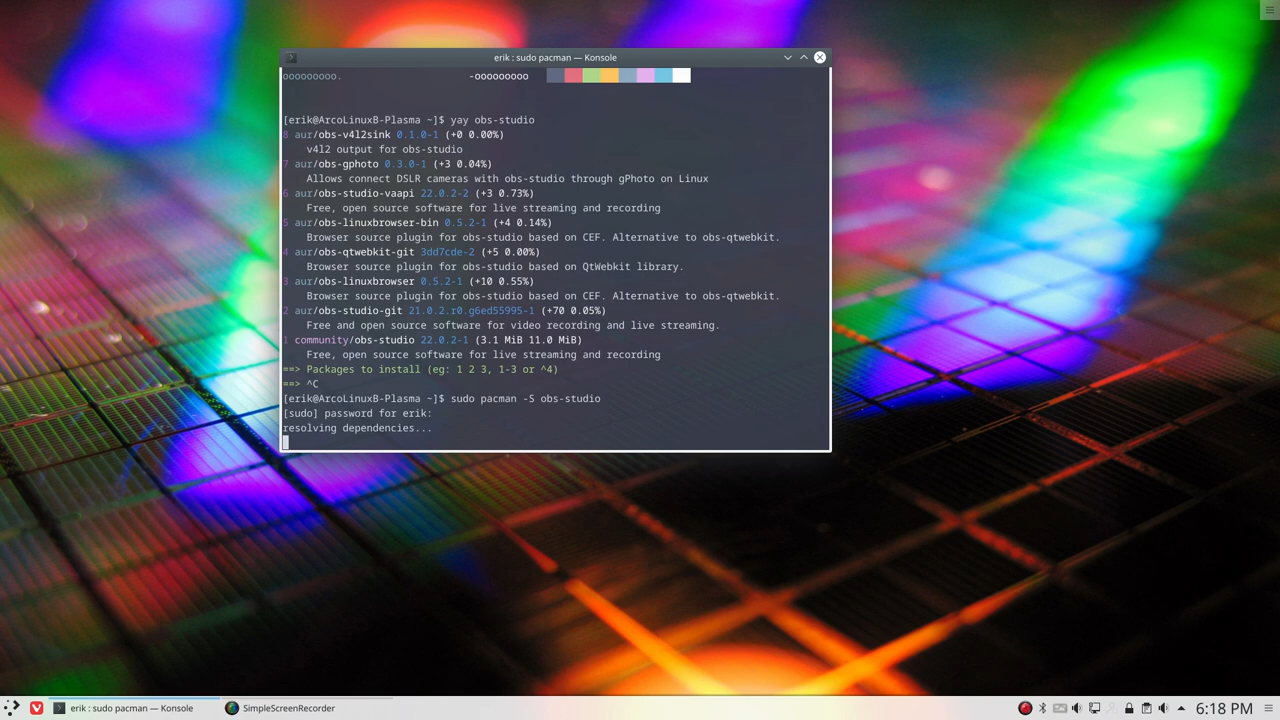 erik : sudo pacman — Konsole
ooooooooo. -ooooooooo
[erik@ArcoLinuxB-Plasma ~]$ yay obs-studio
8 aur/obs-v4l2sink 0.1.0-1 (+0 0.00%)
v4l2 output for obs-studio
7 aur/obs-gphoto 0.3.0-1 (+3 0.04%)
Allows connect DSLR cameras with obs-studio through gPhoto on Linux
6 aur/obs-studio-vaapi 22.0.2-2 (+3 0.73%)
Free, open source software for live streaming and recording
5 aur/obs-linuxbrowser-bin 0.5.2-1 (+4 0.14%)
Browser source plugin for obs-studio based on CEF. Alternative to obs-qtwebkit.
4 aur/obs-qtwebkit-git 3dd7cde-2 (+5 0.00%)
Browser source plugin for obs-studio based on QtWebkit library.
3 aur/obs-linuxbrowser 0.5.2-1 (+10 0.55%)
Browser source plugin for obs-studio based on CEF. Alternative to obs-qtwebkit.
2 aur/obs-studio-git 21.0.2.r0.g6ed55995-1 (+70 0.05%)
Free and open source software for video recording and live streaming.
1 community/obs-studio 22.0.2-1 (3.1 MiB 11.0 MiB)
Free, open source software for live streaming and recording
==> Packages to install (eg: 1 2 3, 1-3 or ^4)
==> ^C
[erik@ArcoLinuxB-Plasma ~]$ sudo pacman -S obs-studio
[sudo] password for erik:
resolving dependencies...
erik : sudo pacman — Konsole
SimpleScreenRecorder
6:18 PM